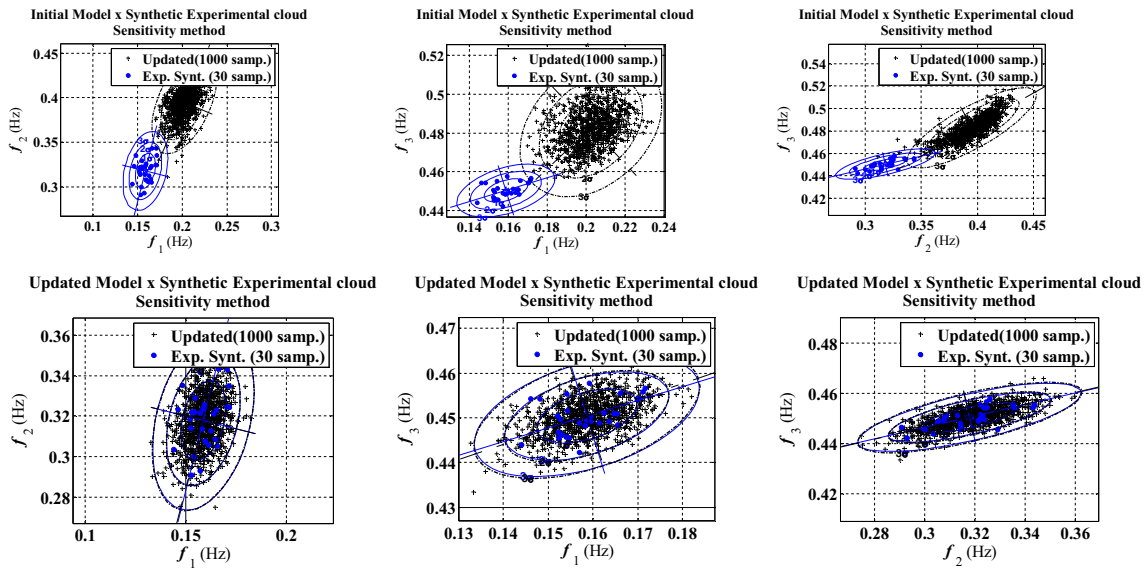 Initial Model x Synthetic Experimental cloud
Sensitivity method
Updated(1000 samp.)
Exp. Synt. (30 samp.)
0.45
0.4
0.35
0.3
f2 (Hz)
0.1
0.15
0.2
0.25
0.3
f1 (Hz)
Initial Model x Synthetic Experimental cloud
Sensitivity method
Updated(1000 samp.)
Exp. Synt. (30 samp.)
0.52
0.5
0.48
0.46
0.44
f3 (Hz)
2σ
3σ
3σ
0.14
0.16
0.18
0.2
0.22
0.24
f1 (Hz)
Initial Model x Synthetic Experimental cloud
Sensitivity method
Updated(1000 samp.)
Exp. Synt. (30 samp.)
0.54
0.52
0.5
0.48
0.46
0.44
0.42
f3 (Hz)
3σ
0.3
0.35
0.4
0.45
f2 (Hz)
Updated Model x Synthetic Experimental cloud
Sensitivity method
Updated(1000 samp.)
Exp. Synt. (30 samp.)
0.36
0.34
0.32
0.3
0.28
f2 (Hz)
0.1
0.15
0.2
f1 (Hz)
Updated Model x Synthetic Experimental cloud
Sensitivity method
Updated(1000 samp.)
Exp. Synt. (30 samp.)
0.47
0.46
0.45
0.44
0.43
f3 (Hz)
0.13
0.14
0.15
0.16
0.17
0.18
f1 (Hz)
Updated Model x Synthetic Experimental cloud
Sensitivity method
Updated(1000 samp.)
Exp. Synt. (30 samp.)
0.48
0.46
0.44
0.42
f3 (Hz)
0.28
0.3
0.32
0.34
0.36
f2 (Hz)